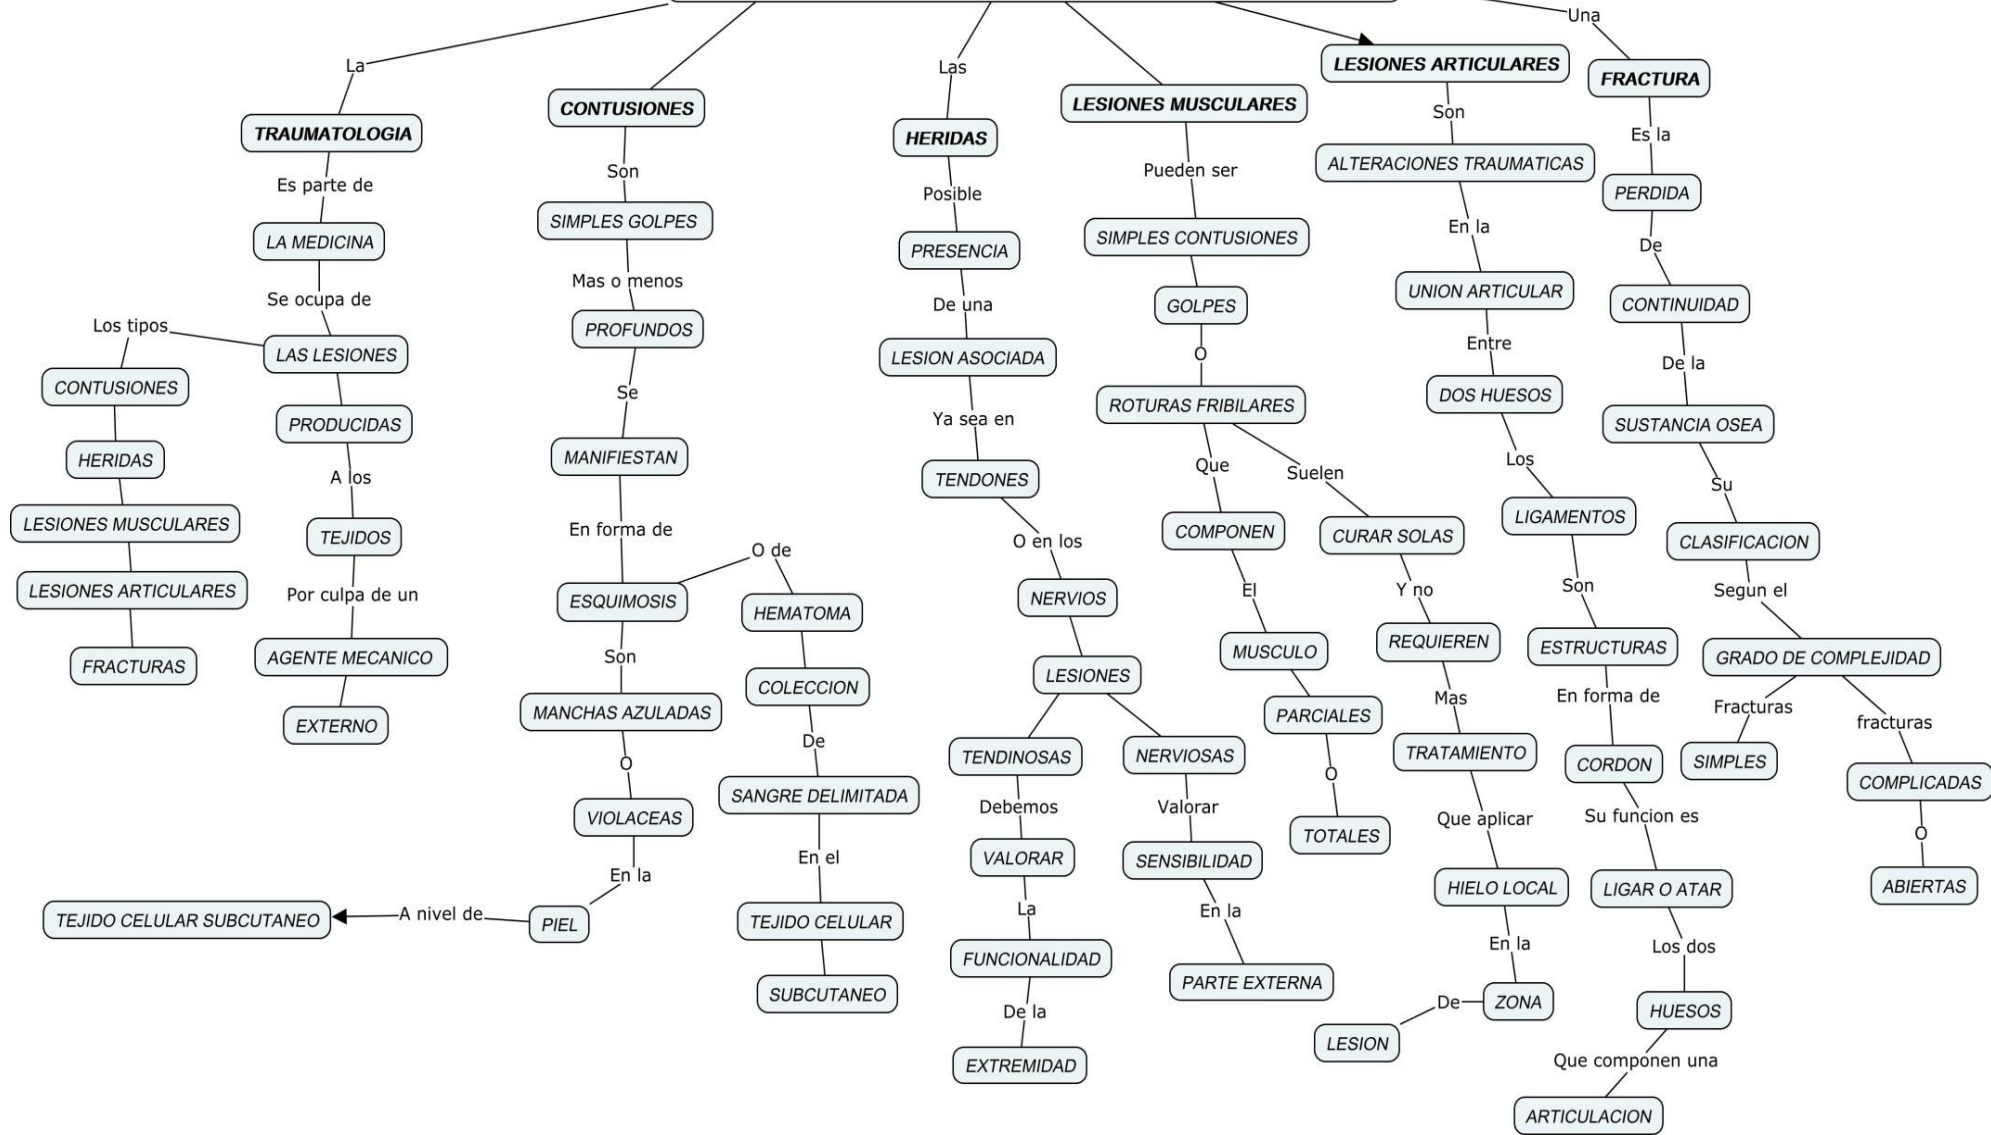 La
TRAUMATOLOGIA
Es parte de
LA MEDICINA
Se ocupa de
LAS LESIONES
Los tipos
CONTUSIONES
HERIDAS
LESIONES MUSCULARES
LESIONES ARTICULARES
FRACTURAS
PRODUCIDAS
A los
TEJIDOS
Por culpa de un
AGENTE MECANICO
EXTERNO
CONTUSIONES
Son
SIMPLES GOLPES
Mas o menos
PROFUNDOS
Se
MANIFIESTAN
En forma de
ESQUIMOSIS
Son
MANCHAS AZULADAS
O
VIOLACEAS
En la
PIEL
A nivel de
TEJIDO CELULAR SUBCUTANEO
O de
HEMATOMA
COLECCION
De
SANGRE DELIMITADA
En el
TEJIDO CELULAR
SUBCUTANEO
Las
HERIDAS
Posible
PRESENCIA
De una
LESION ASOCIADA
Ya sea en
TENDONES
O en los
NERVIOS
LESIONES
TENDINOSAS
Debemos
VALORAR
La
FUNCIONALIDAD
De la
EXTREMIDAD
NERVIOSAS
Valorar
SENSIBILIDAD
En la
PARTE EXTERNA
LESIONES MUSCULARES
Pueden ser
SIMPLES CONTUSIONES
GOLPES
O
ROTURAS FRIBILARES
Que
COMPONEN
El
MUSCULO
PARCIALES
O
TOTALES
Suelen
CURAR SOLAS
Y no
REQUIEREN
Mas
TRATAMIENTO
Que aplicar
HIELO LOCAL
En la
ZONA
De
LESION
LESIONES ARTICULARES
Son
ALTERACIONES TRAUMATICAS
En la
UNION ARTICULAR
Entre
DOS HUESOS
Los
LIGAMENTOS
Son
ESTRUCTURAS
En forma de
CORDON
Su funcion es
LIGAR O ATAR
Los dos
HUESOS
Que componen una
ARTICULACION
Una
FRACTURA
Es la
PERDIDA
De
CONTINUIDAD
De la
SUSTANCIA OSEA
Su
CLASIFICACION
Segun el
GRADO DE COMPLEJIDAD
Fracturas
SIMPLES
fracturas
COMPLICADAS
O
ABIERTAS